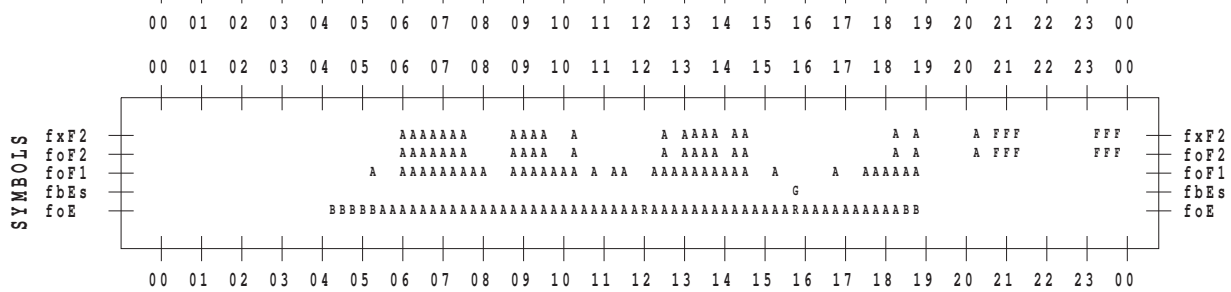 00 01 02 03 04 05 06 07 08 09 10 11 12 13 14 15 16 17 18 19 20 21 22 23 00
00 01 02 03 04 05 06 07 08 09 10 11 12 13 14 15 16 17 18 19 20 21 22 23 00
SYMBOLS
fxF2 AAAAAAA AAAA A A AAAA AA A A A FFF FFF fxF2
foF2 AAAAAAA AAAA A A AAAA AA A A A FFF FFF foF2
foF1 A AAAAAAAAA AAAAAAA A AA AAAAAAAAAA A A AAAAAA foF1
fbEs G fbEs
foE BBBBBAAAAAAAAAAAAAAAAAAAAAAAAAARAAAAAAAAAAAAAARAAAAAAAAAABB foE
00 01 02 03 04 05 06 07 08 09 10 11 12 13 14 15 16 17 18 19 20 21 22 23 00